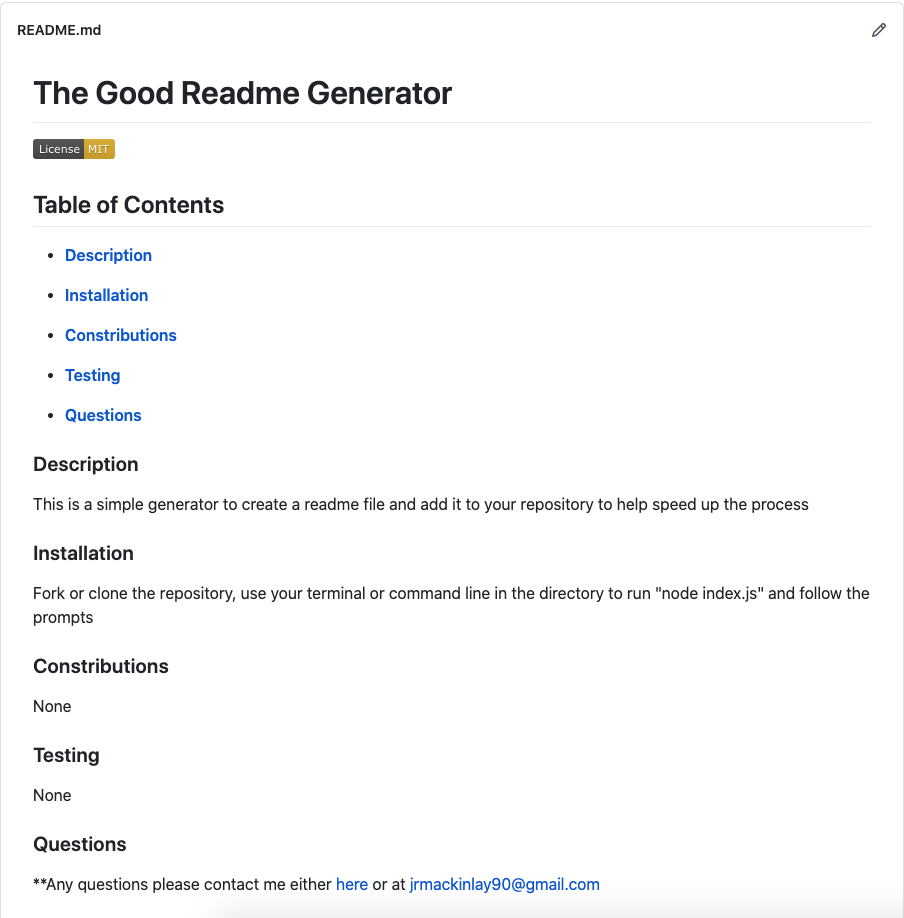 README.md
The Good Readme Generator
License MIT
Table of Contents
Description
Installation
Constributions
Testing
Questions
Description
This is a simple generator to create a readme file and add it to your repository to help speed up the process
Installation
Fork or clone the repository, use your terminal or command line in the directory to run "node index.js" and follow the
prompts
Constributions
None
Testing
None
Questions
**Any questions please contact me either here or at jrmackinlay90@gmail.com